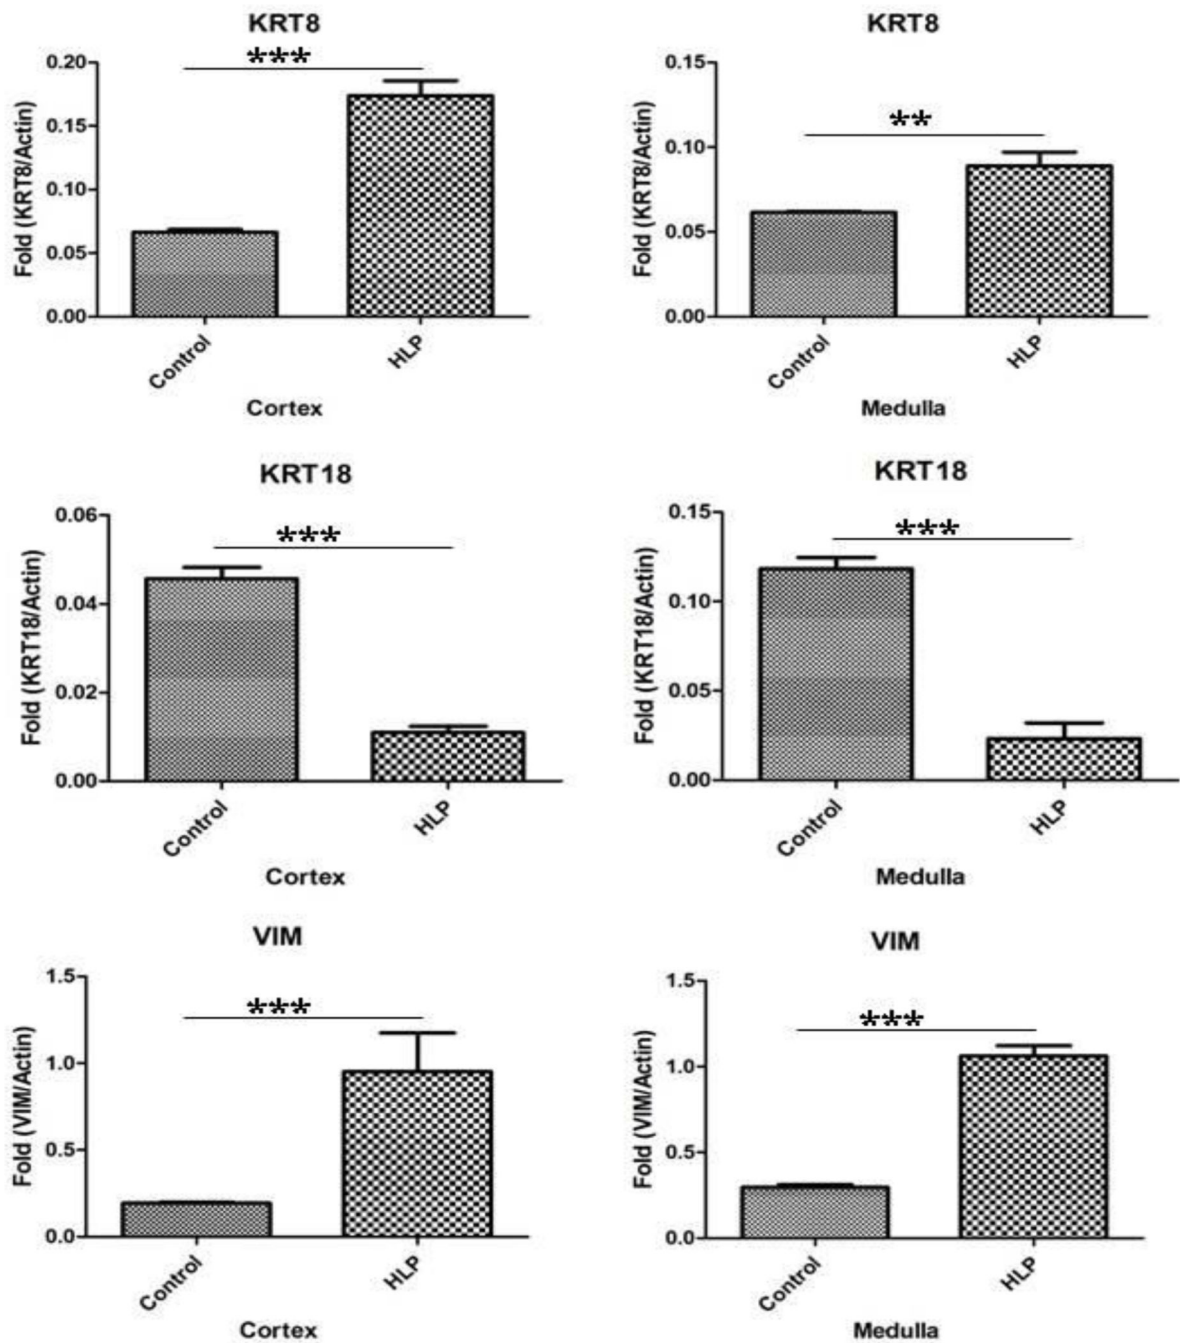 KRT8
***
Fold (KRT8/Actin)
0.20
0.15
0.10
0.05
0.00
Control
HLP
Cortex
KRT8
**
Fold (KRT8/Actin)
0.15
0.10
0.05
0.00
Control
HLP
Medulla
KRT18
***
Fold (KRT18/Actin)
0.06
0.04
0.02
0.00
Control
HLP
Cortex
KRT18
***
Fold (KRT18/Actin)
0.15
0.10
0.05
0.00
Control
HLP
Medulla
VIM
***
Fold (VIM/Actin)
1.5
1.0
0.5
0.0
Control
HLP
Cortex
VIM
***
Fold (VIM/Actin)
1.5
1.0
0.5
0.0
Control
HLP
Medulla